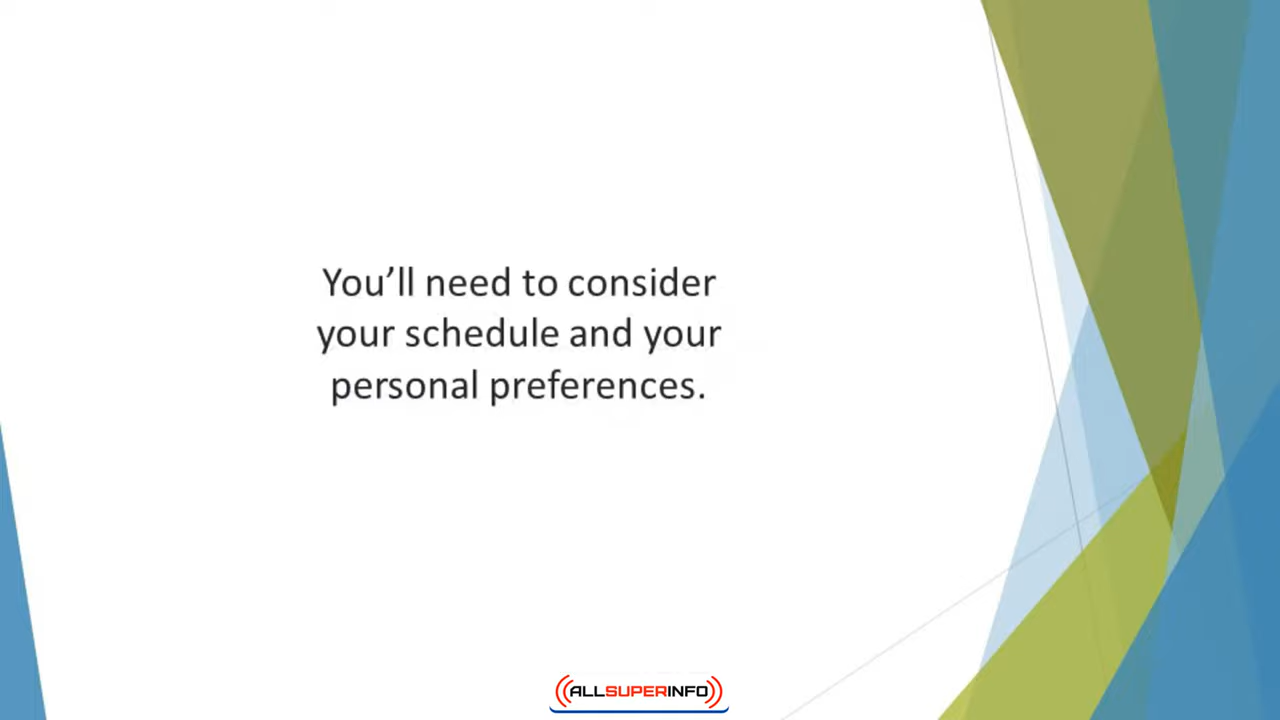 You’ll need to consider
your schedule and your
personal preferences.
ALLSUPERINFO